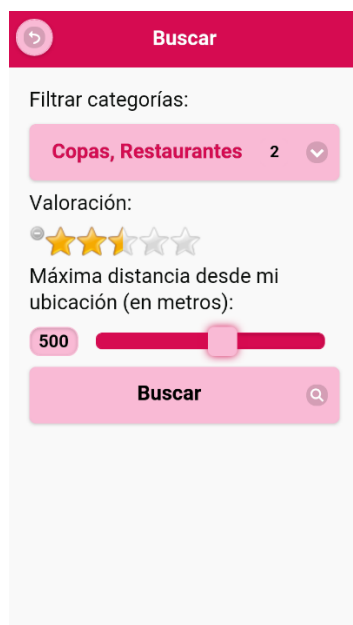 Buscar
Filtrar categorías:
Copas, Restaurantes 2
Valoración:
Máxima distancia desde mi
ubicación (en metros):
500
Buscar